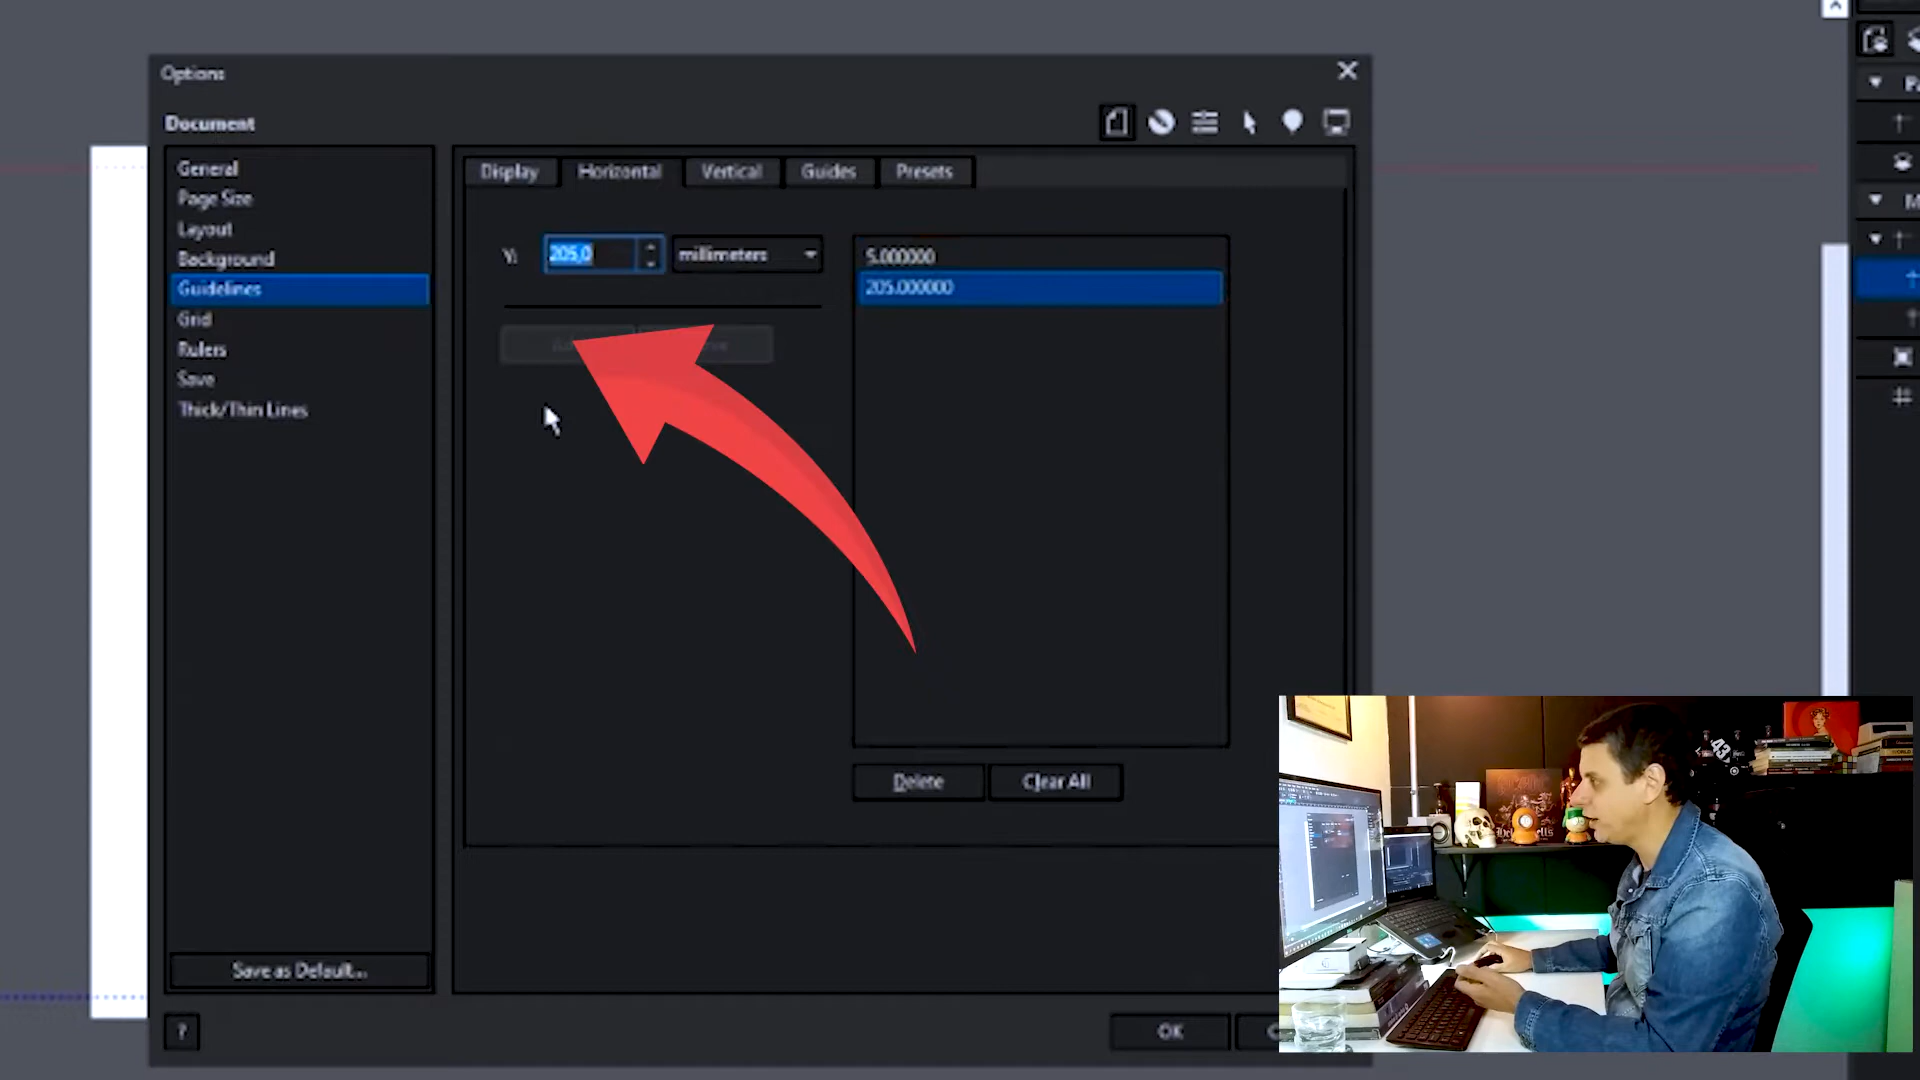 Options
Document
General
Page Size
Layout
Background
Guidelines
Grid
Rulers
Save
Thick/Thin Lines
Save as Default...
?
Display
Horizontal
Vertical
Guides
Presets
Y:
205,0
millimeters
5.000000
205.000000
Delete
Clear All
OK
43